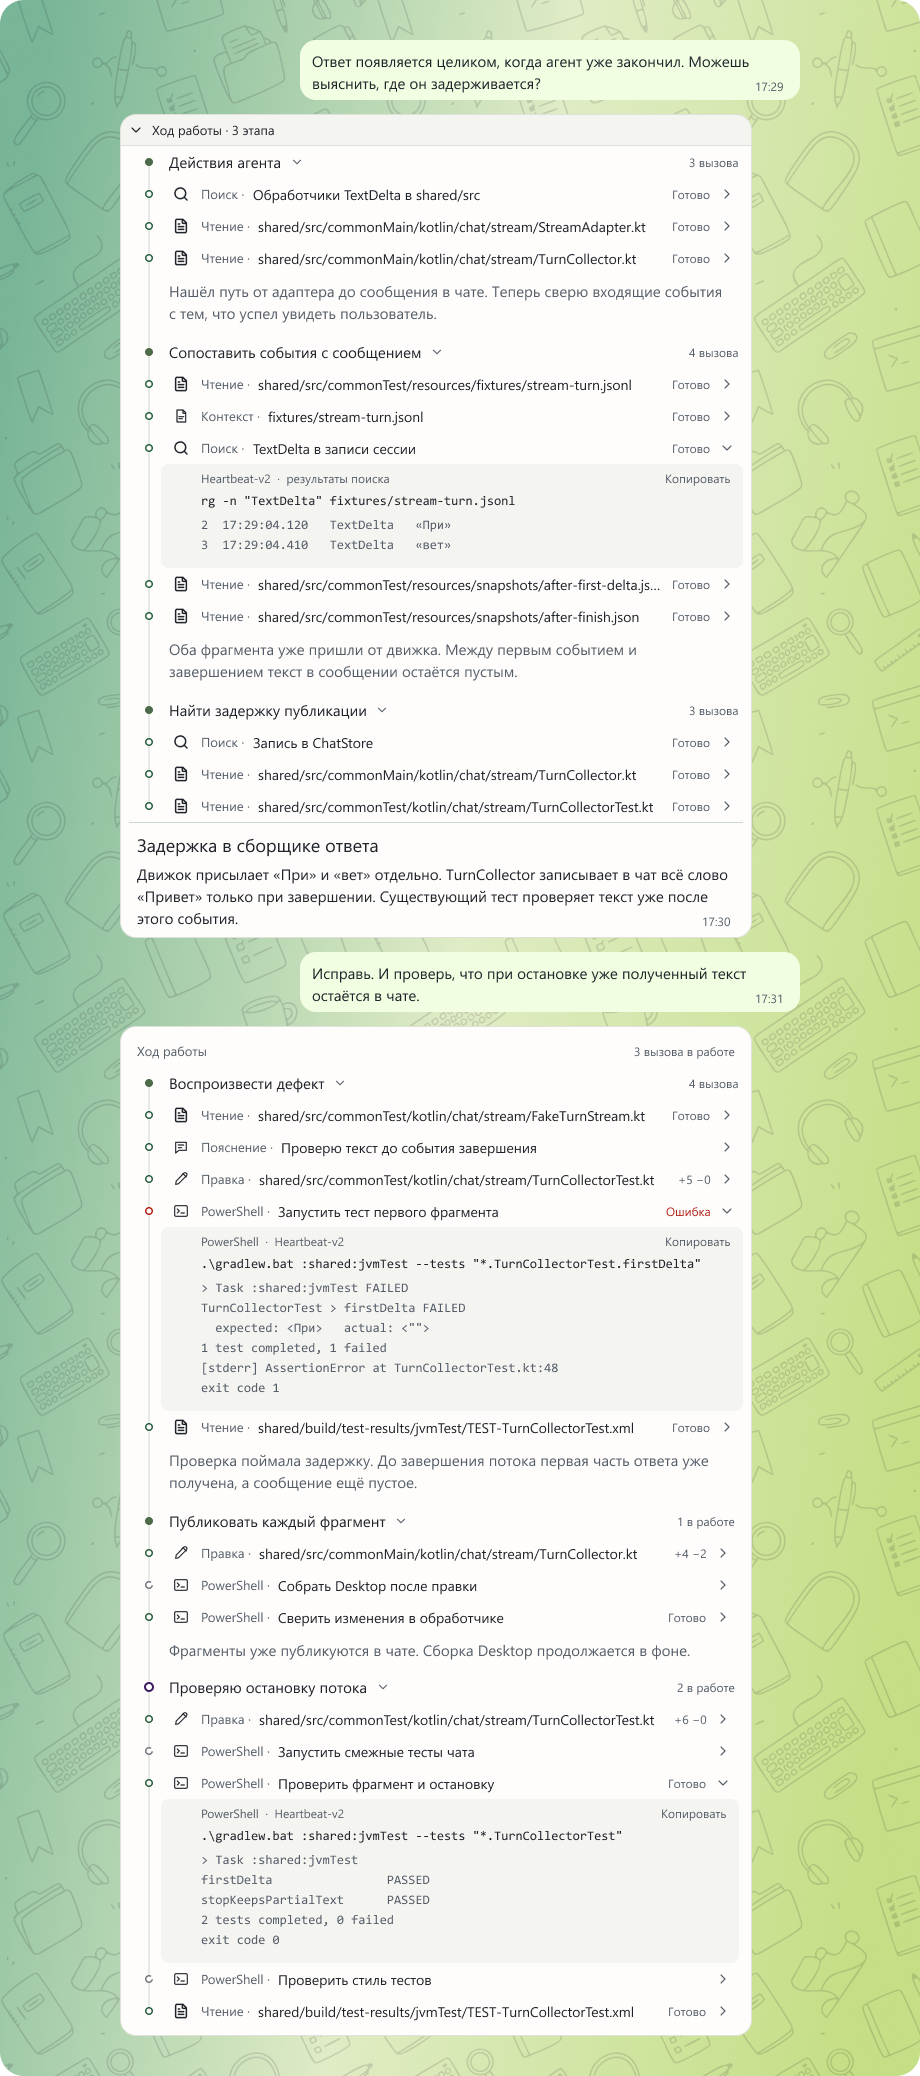 Ответ появляется целиком, когда агент уже закончил. Можешь
выяснить, где он задерживается?
17:29
Ход работы · 3 этапа
Действия агента 3 вызова
Поиск · Обработчики TextDelta в shared/src Готово
Чтение · shared/src/commonMain/kotlin/chat/stream/StreamAdapter.kt Готово
Чтение · shared/src/commonMain/kotlin/chat/stream/TurnCollector.kt Готово
Нашёл путь от адаптера до сообщения в чате. Теперь сверю входящие события
с тем, что успел увидеть пользователь.
Сопоставить события с сообщением 4 вызова
Чтение · shared/src/commonTest/resources/fixtures/stream-turn.jsonl Готово
Контекст · fixtures/stream-turn.jsonl Готово
Поиск · TextDelta в записи сессии Готово
Heartbeat-v2 · результаты поиска Копировать
rg -n "TextDelta" fixtures/stream-turn.jsonl
2 17:29:04.120 TextDelta «При»
3 17:29:04.410 TextDelta «вет»
Чтение · shared/src/commonTest/resources/snapshots/after-first-delta.js… Готово
Чтение · shared/src/commonTest/resources/snapshots/after-finish.json Готово
Оба фрагмента уже пришли от движка. Между первым событием и
завершением текст в сообщении остаётся пустым.
Найти задержку публикации 3 вызова
Поиск · Запись в ChatStore Готово
Чтение · shared/src/commonMain/kotlin/chat/stream/TurnCollector.kt Готово
Чтение · shared/src/commonTest/kotlin/chat/stream/TurnCollectorTest.kt Готово
Задержка в сборщике ответа
Движок присылает «При» и «вет» отдельно. TurnCollector записывает в чат всё слово
«Привет» только при завершении. Существующий тест проверяет текст уже после
этого события.
17:30
Исправь. И проверь, что при остановке уже полученный текст
остаётся в чате.
17:31
Ход работы 3 вызова в работе
Воспроизвести дефект 4 вызова
Чтение · shared/src/commonTest/kotlin/chat/stream/FakeTurnStream.kt Готово
Пояснение · Проверю текст до события завершения
Правка · shared/src/commonTest/kotlin/chat/stream/TurnCollectorTest.kt +5 −0
PowerShell · Запустить тест первого фрагмента Ошибка
PowerShell · Heartbeat-v2 Копировать
.\gradlew.bat :shared:jvmTest --tests "*.TurnCollectorTest.firstDelta"
> Task :shared:jvmTest FAILED
TurnCollectorTest > firstDelta FAILED
expected: <При> actual: <"">
1 test completed, 1 failed
[stderr] AssertionError at TurnCollectorTest.kt:48
exit code 1
Чтение · shared/build/test-results/jvmTest/TEST-TurnCollectorTest.xml Готово
Проверка поймала задержку. До завершения потока первая часть ответа уже
получена, а сообщение ещё пустое.
Публиковать каждый фрагмент 1 в работе
Правка · shared/src/commonMain/kotlin/chat/stream/TurnCollector.kt +4 −2
PowerShell · Собрать Desktop после правки
PowerShell · Сверить изменения в обработчике Готово
Фрагменты уже публикуются в чате. Сборка Desktop продолжается в фоне.
Проверяю остановку потока 2 в работе
Правка · shared/src/commonTest/kotlin/chat/stream/TurnCollectorTest.kt +6 −0
PowerShell · Запустить смежные тесты чата
PowerShell · Проверить фрагмент и остановку Готово
PowerShell · Heartbeat-v2 Копировать
.\gradlew.bat :shared:jvmTest --tests "*.TurnCollectorTest"
> Task :shared:jvmTest
firstDelta PASSED
stopKeepsPartialText PASSED
2 tests completed, 0 failed
exit code 0
PowerShell · Проверить стиль тестов
Чтение · shared/build/test-results/jvmTest/TEST-TurnCollectorTest.xml Готово